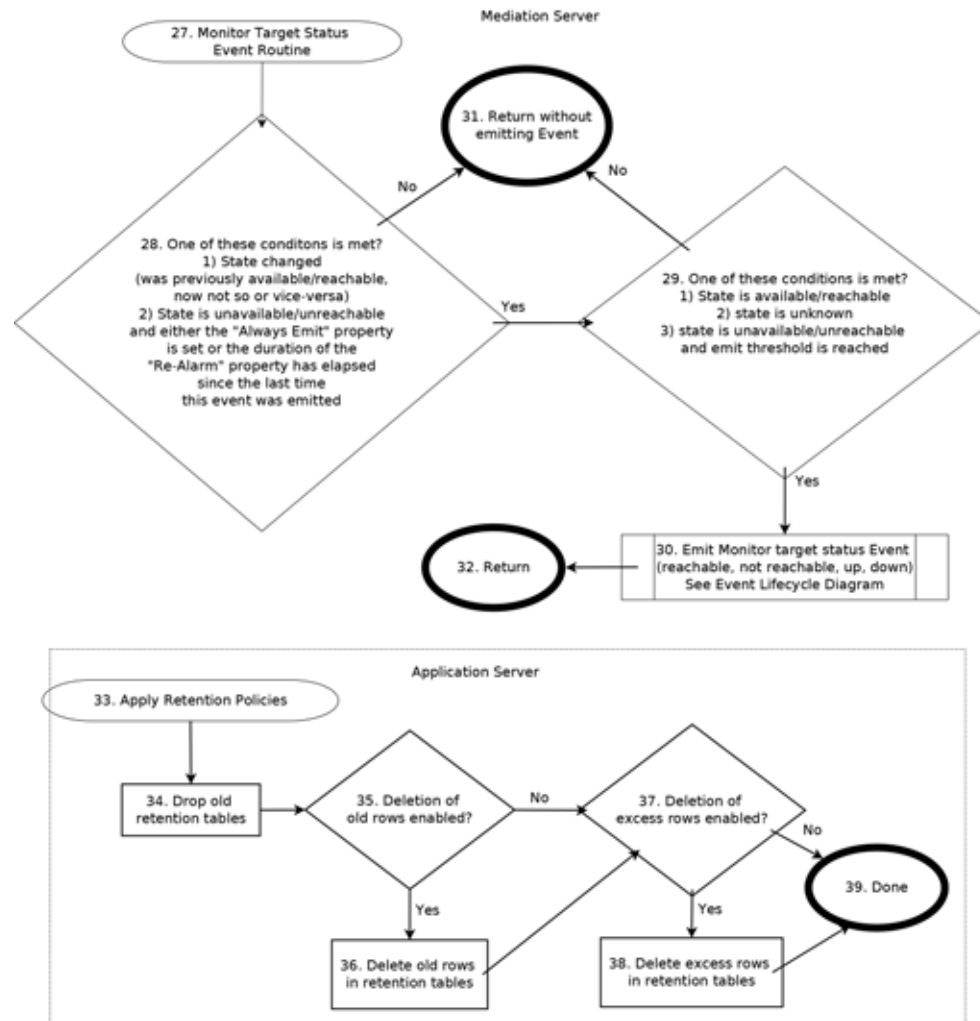 Mediation Server
27. Monitor Target Status
Event Routine
31. Return without
emitting Event
No
No
28. One of these conditons is met?
1) State changed
(was previously available/reachable,
now not so or vice-versa)
2) State is unavailable/unreachable
and either the "Always Emit" property
is set or the duration of the
"Re-Alarm" property has elapsed
since the last time
this event was emitted
Yes
29. One of these conditions is met?
1) State is available/reachable
2) state is unknown
3) state is unavailable/unreachable
and emit threshold is reached
Yes
30. Emit Monitor target status Event
(reachable, not reachable, up, down)
See Event Lifecycle Diagram
32. Return
Application Server
33. Apply Retention Policies
34. Drop old
retention tables
35. Deletion of
old rows enabled?
No
37. Deletion of
excess rows enabled?
No
39. Done
Yes
Yes
36. Delete old rows
in retention tables
38. Delete excess rows
in retention tables